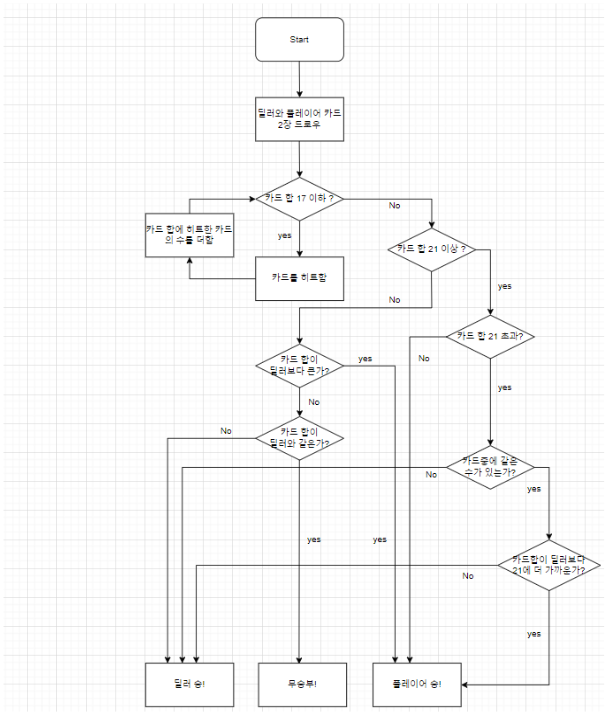 Start
딜러와 플레이어 카드
2장 드로우
카드 합 17 이하 ?
No
카드 합에 히트한 카드
의 수를 더함
yes
카드를 히트함
카드 합 21 이상 ?
No
yes
카드 합 21 초과?
No
yes
카드 합이
딜러보다 큰가?
yes
No
카드 합이
딜러와 같은가?
No
카드중에 같은
수가 있는가?
No
yes
yes
yes
카드합이 딜러보다
21에 더 가까운가?
No
yes
딜러 승!
무승부!
플레이어 승!